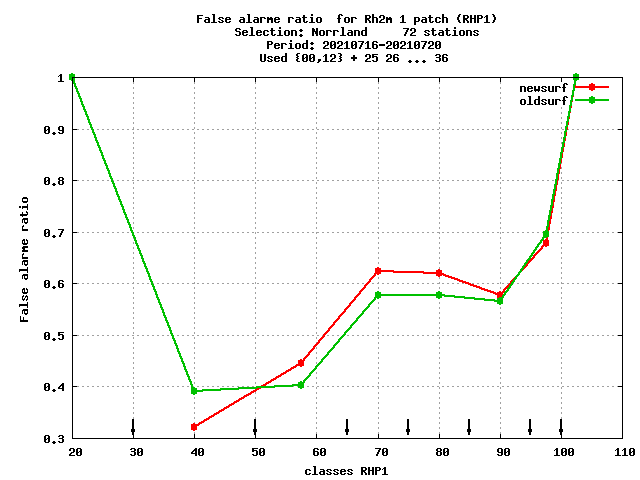 False alarme ratio  for Rh2m 1 patch (RHP1)
Selection: Norrland     72 stations
Period: 20210716-20210720
Used {00,12} + 25 26 ... 36
newsurf
oldsurf
1
0.9
0.8
0.7
0.6
0.5
0.4
0.3
False alarme ratio
20 30 40 50 60 70 80 90 100 110
classes RHP1